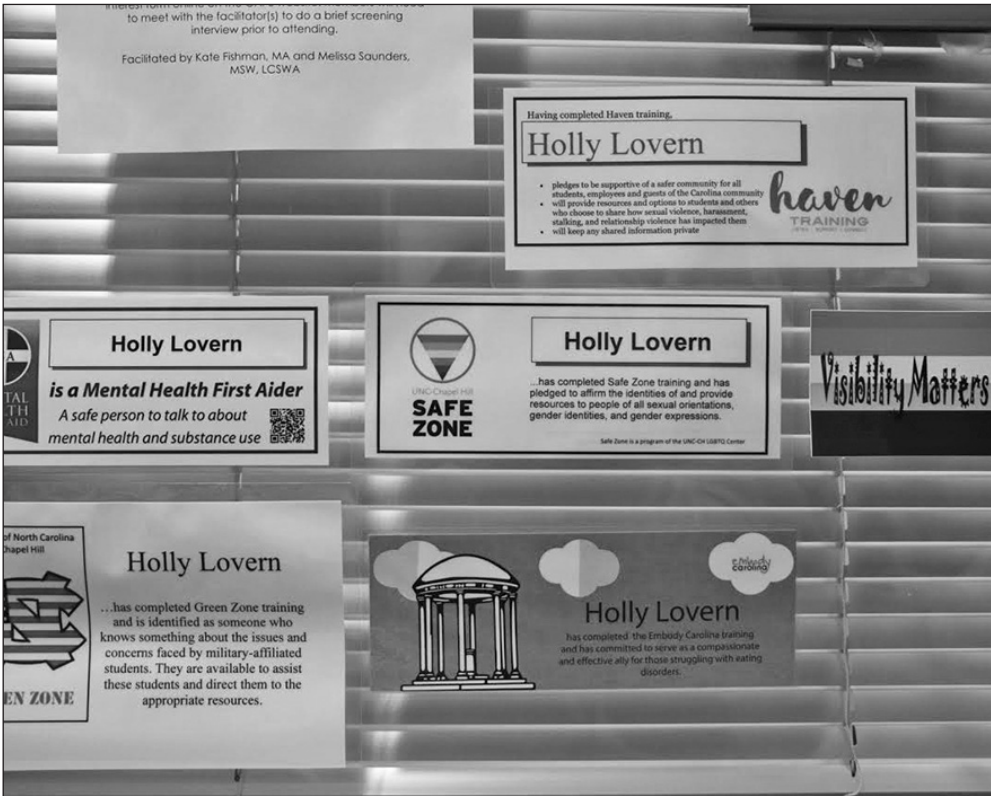 to meet with the facilitator(s) to do a brief screening
interview prior to attending.
Facilitated by Kate Fishman, MA and Melissa Saunders,
MSW, LCSWA
Having completed Haven training,
Holly Lovern
• pledges to be supportive of a safer community for all
students, employees and guests of the Carolina community
• will provide resources and options to students and others
who choose to share how sexual violence, harassment,
stalking, and relationship violence has impacted them
• will keep any shared information private
haven
TRAINING
Holly Lovern
is a Mental Health First Aider
A safe person to talk to about
mental health and substance use
A
TAL
TH
AID
UNC-Chapel Hill
SAFE
ZONE
Holly Lovern
...has completed Safe Zone training and has
pledged to affirm the identities of and provide
resources to people of all sexual orientations,
gender identities, and gender expressions.
Safe Zone is a program of the UNC-CH LGBTQ Center
Visibility Matters
of North Carolina
Chapel Hill
EN ZONE
Holly Lovern
...has completed Green Zone training
and is identified as someone who
knows something about the issues and
concerns faced by military-affiliated
students. They are available to assist
these students and direct them to the
appropriate resources.
embody
carolina
Holly Lovern
has completed the Embody Carolina training
and has committed to serve as a compassionate
and effective ally for those struggling with eating
disorders.